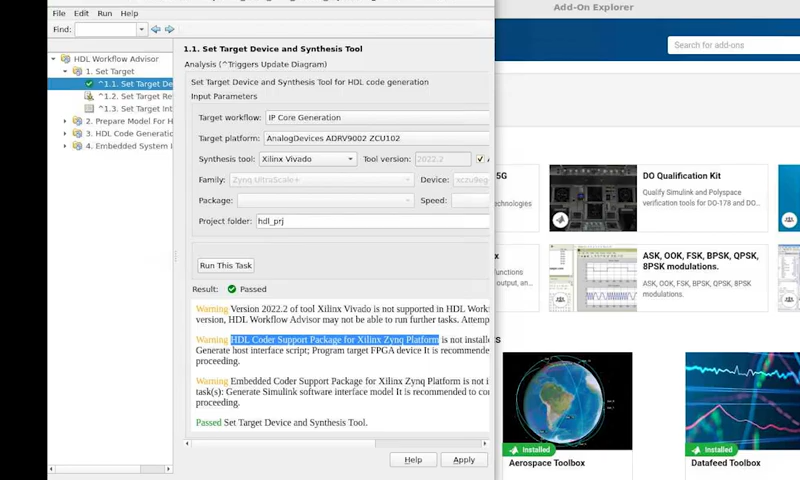 Add-On Explorer
File Edit Run Help
Find:
Search for add-ons
HDL Workflow Advisor
1. Set Target
^1.1. Set Target De
^1.2. Set Target Re
^1.3. Set Target Int
2. Prepare Model For H
3. HDL Code Generatio
4. Embedded System I
1.1. Set Target Device and Synthesis Tool
Analysis (^Triggers Update Diagram)
Set Target Device and Synthesis Tool for HDL code generation
Input Parameters
Target workflow: IP Core Generation
Target platform: AnalogDevices ADRV9002 ZCU102
Synthesis tool: Xilinx Vivado Tool version: 2022.2 A
Family: Zynq UltraScale+ Device: xczu9eg
Package: Speed:
Project folder: hdl_prj
Run This Task
Result: Passed
Warning Version 2022.2 of tool Xilinx Vivado is not supported in HDL Work
version, HDL Workflow Advisor may not be able to run further tasks. Attemp
Warning HDL Coder Support Package for Xilinx Zynq Platform is not installe
Generate host interface script; Program target FPGA device It is recommende
proceeding.
Warning Embedded Coder Support Package for Xilinx Zynq Platform is not i
task(s): Generate Simulink software interface model It is recommended to co
proceeding.
Passed Set Target Device and Synthesis Tool.
Help Apply
5G
echnologies
DO Qualification Kit
Qualify Simulink and Polyspace
verification tools for DO-178 and DO...
x
functions
output, an...
ASK, OOK, FSK, BPSK, QPSK,
8PSK modulations.
s
Installed
Aerospace Toolbox
Installed
Datafeed Toolbox